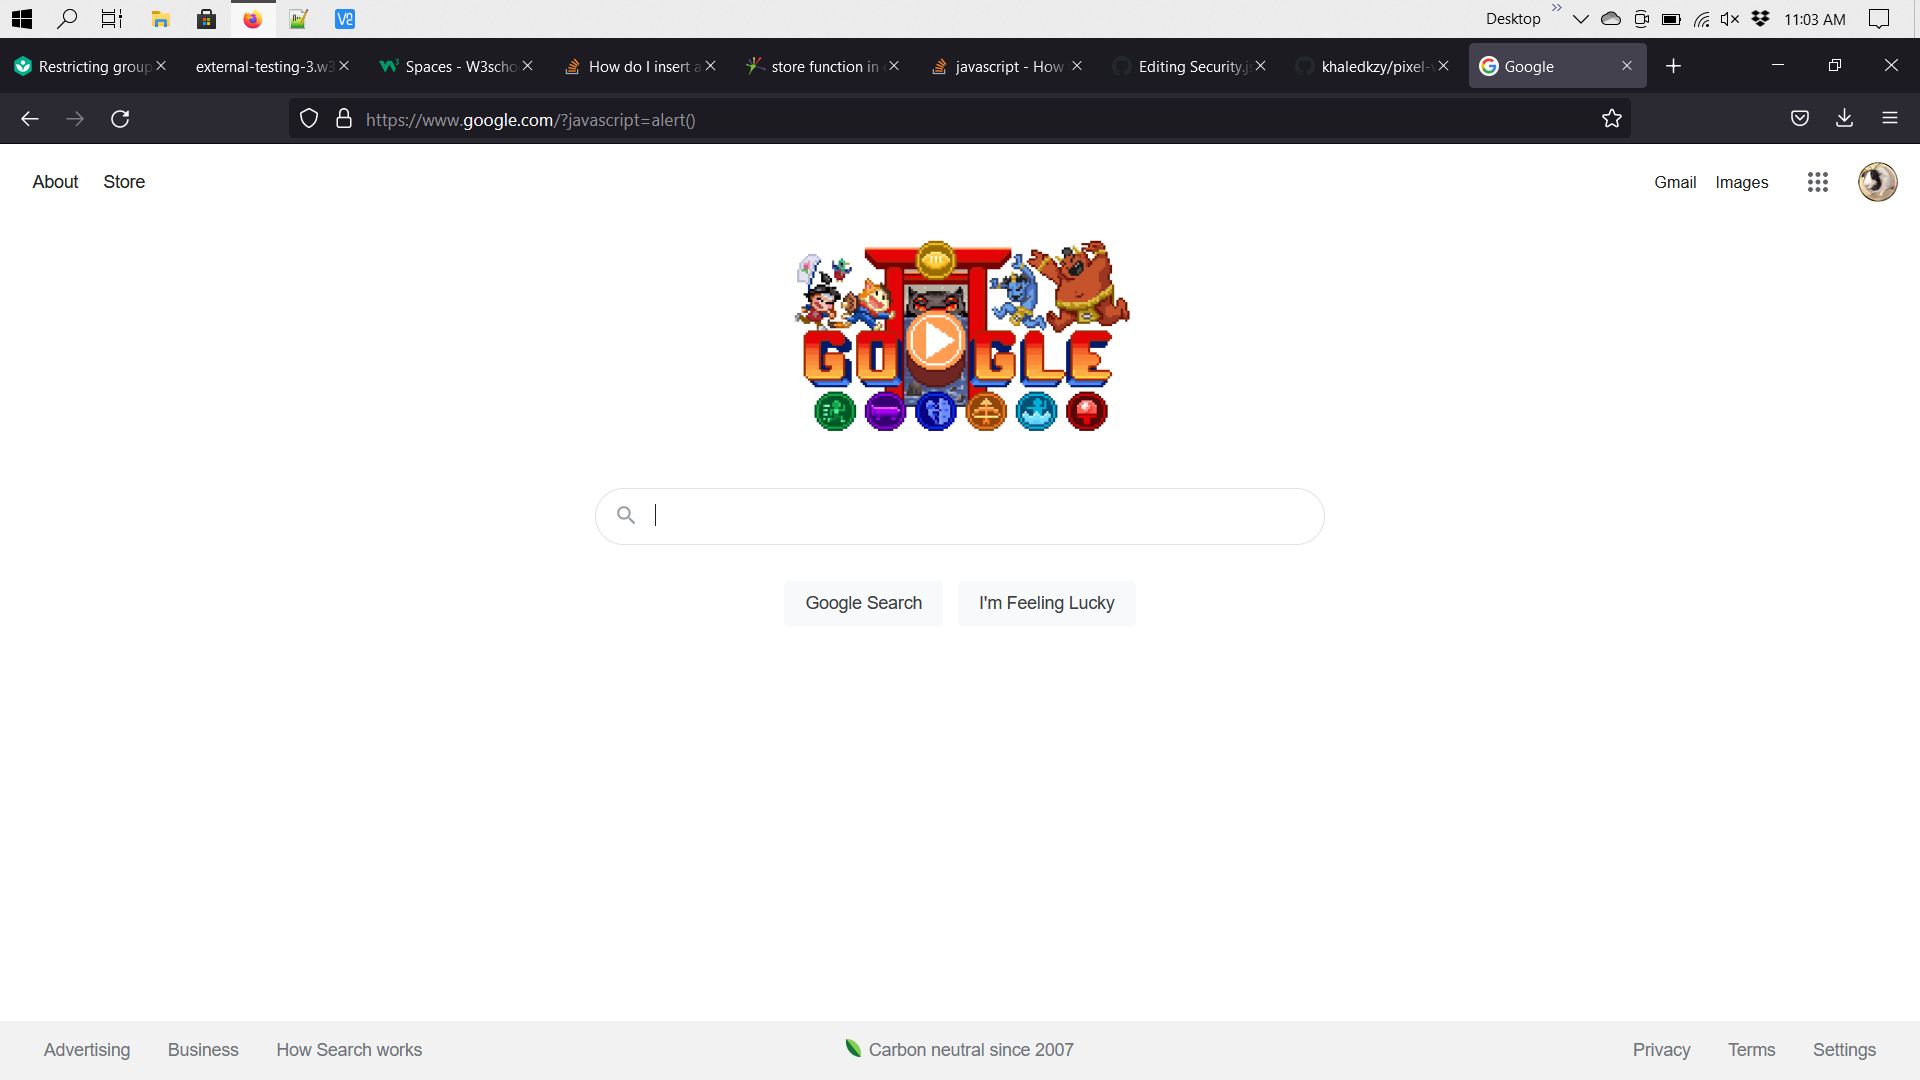 Desktop
11:03 AM
Restricting group
external-testing-3.w3
Spaces - W3scho
How do I insert a
store function in
javascript - How
Editing Security.j
khaledkzy/pixel-
Google
https://www.google.com/?javascript=alert()
About
Store
Gmail
Images
GOOGLE
Google Search
I'm Feeling Lucky
Advertising
Business
How Search works
Carbon neutral since 2007
Privacy
Terms
Settings